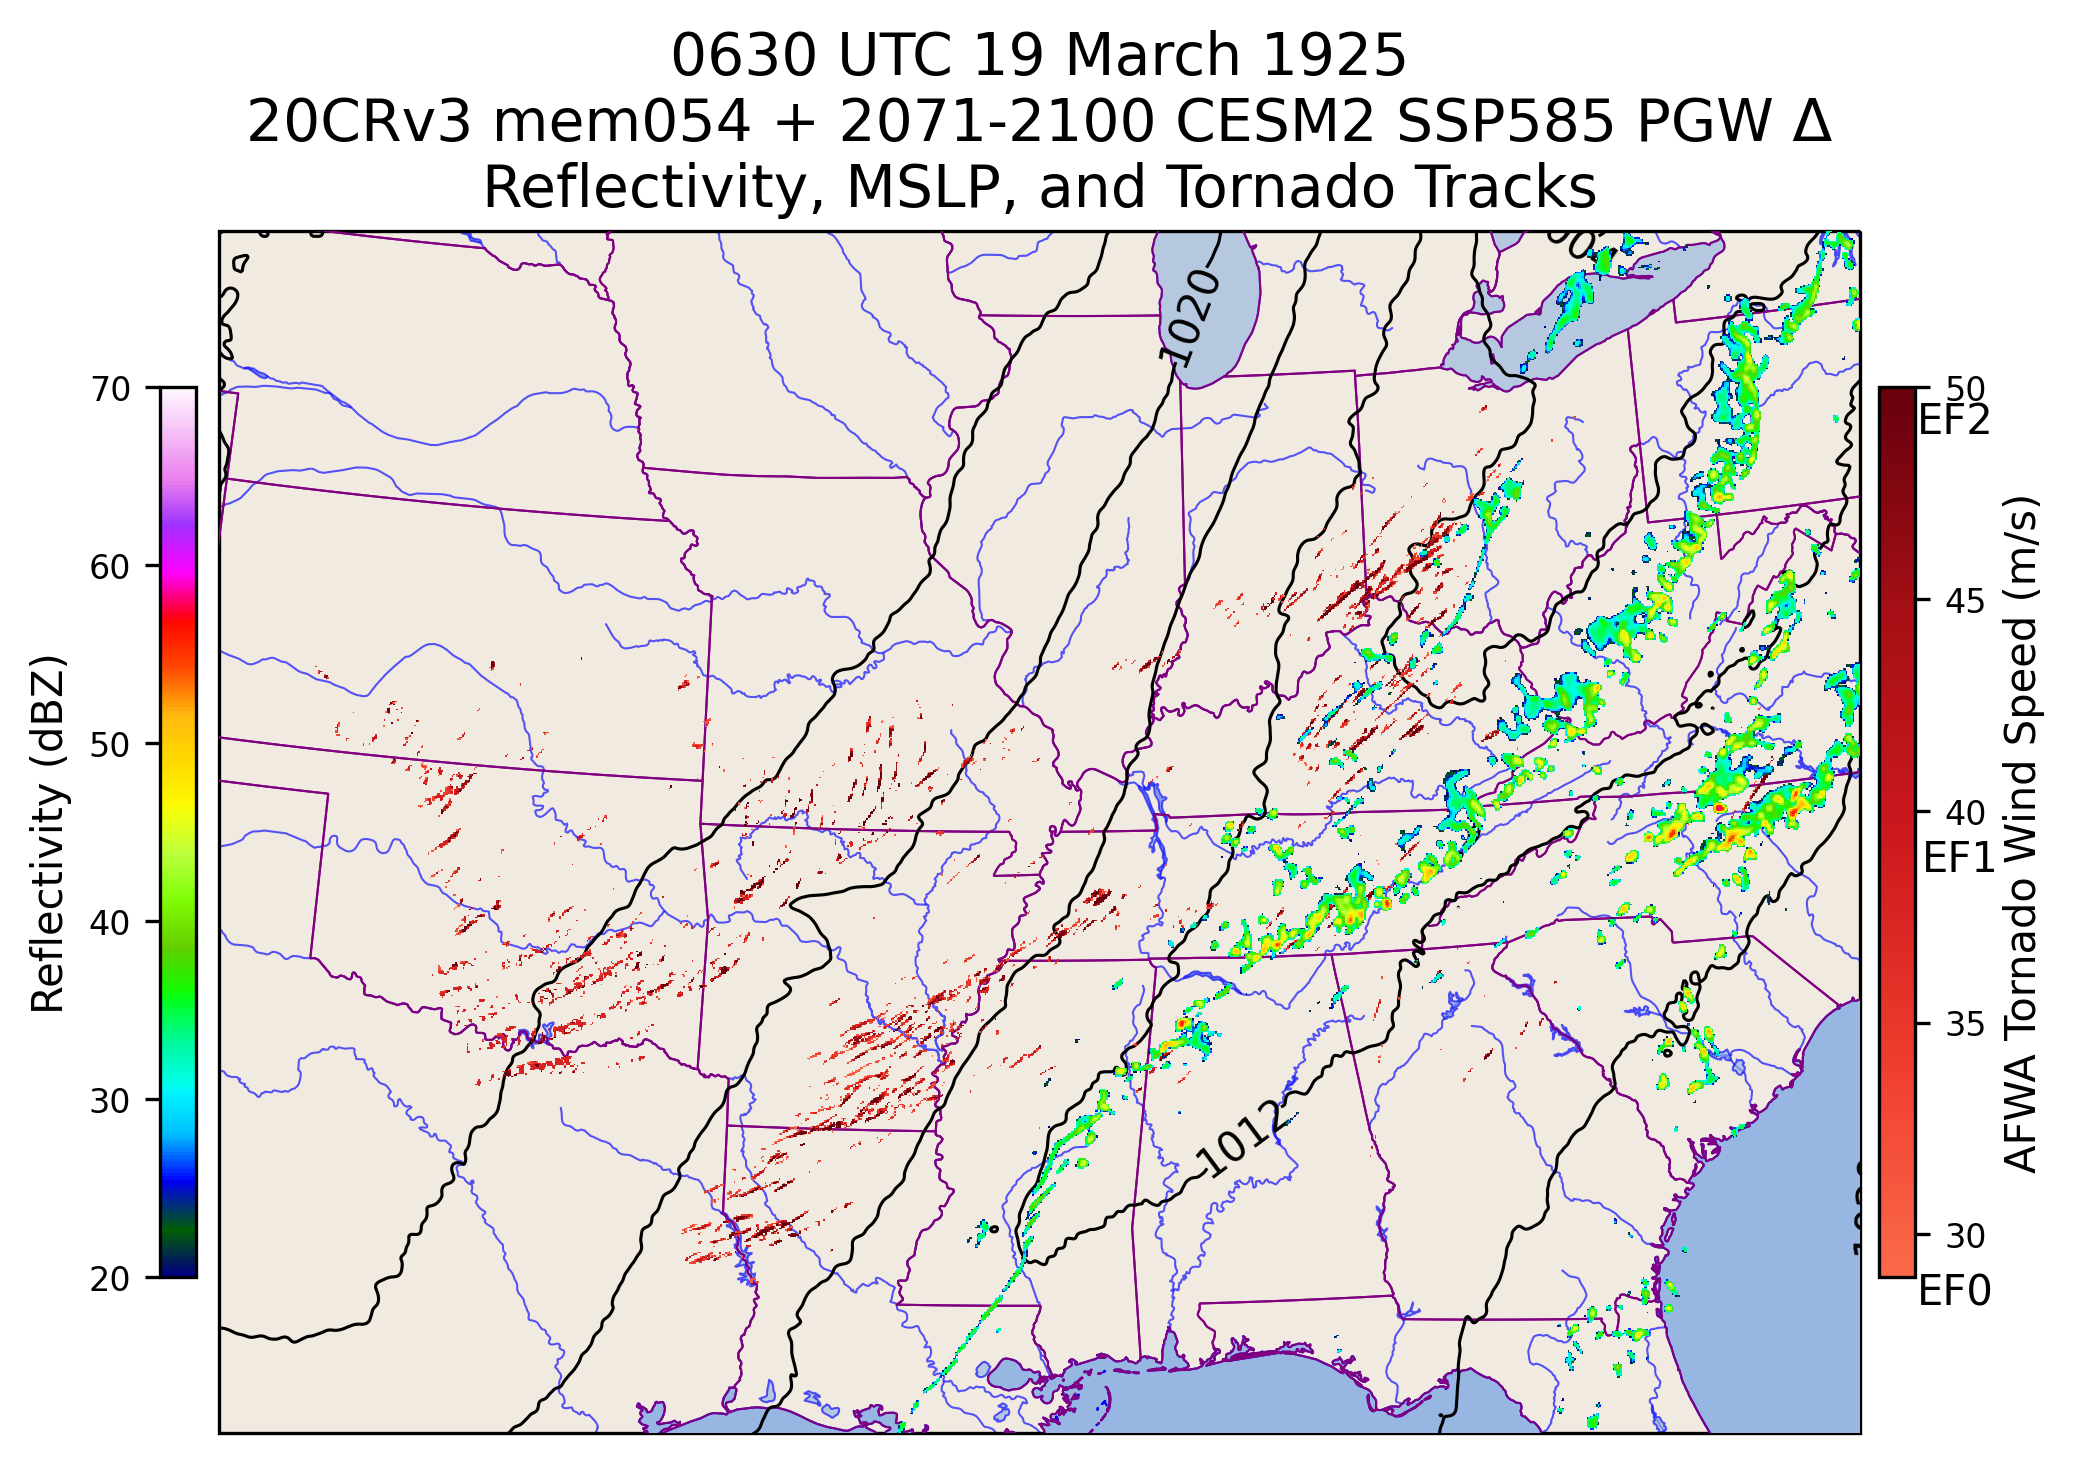 0630 UTC 19 March 1925
20CRv3 mem054 + 2071-2100 CESM2 SSP585 PGW Δ
Reflectivity, MSLP, and Tornado Tracks
Reflectivity (dBZ)
70
60
50
40
30
20
1020
1012
50
EF2
45
40
EF1
35
30
EF0
AFWA Tornado Wind Speed (m/s)